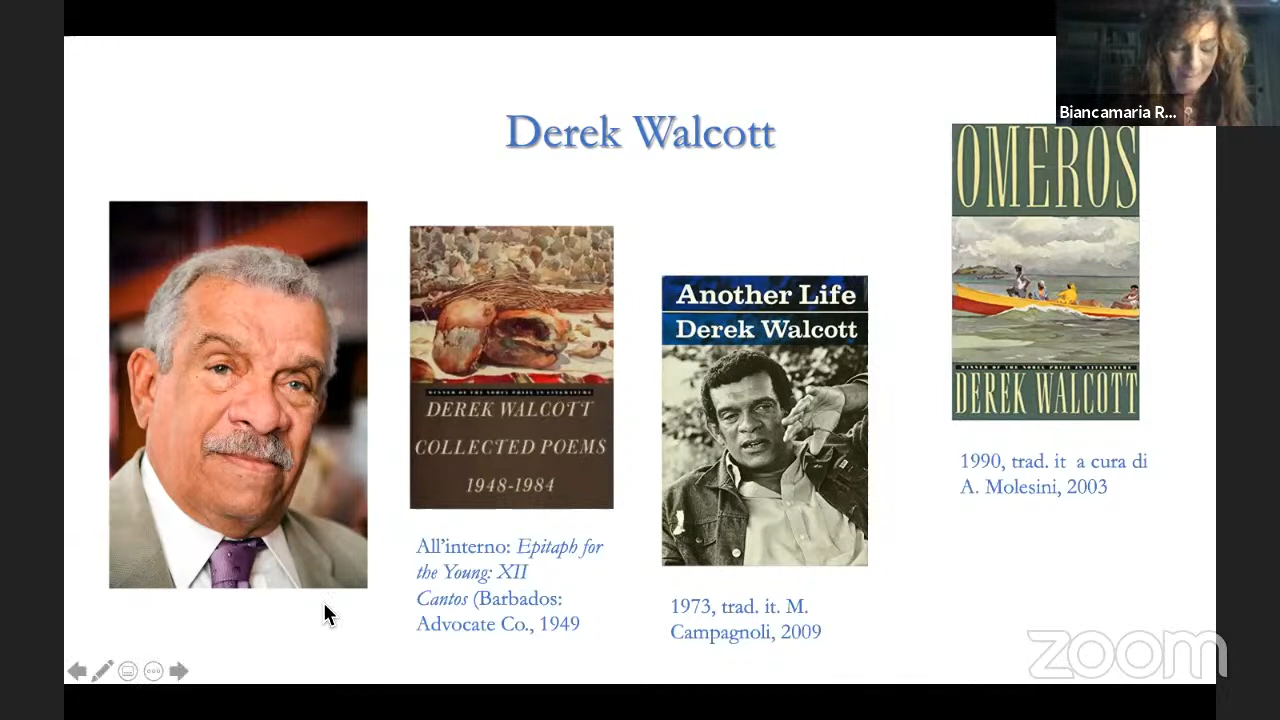 Biancamaria R...
Derek Walcott
OMEROS
WINNER OF THE NOBEL PRIZE IN LITERATURE
DEREK WALCOTT
WINNER OF THE NOBEL PRIZE IN LITERATURE
DEREK WALCOTT
COLLECTED POEMS
1948-1984
Another Life
Derek Walcott
1990, trad. it a cura di
A. Molesini, 2003
All’interno: Epitaph for
the Young: XII
Cantos (Barbados:
Advocate Co., 1949
1973, trad. it. M.
Campagnoli, 2009
zoom